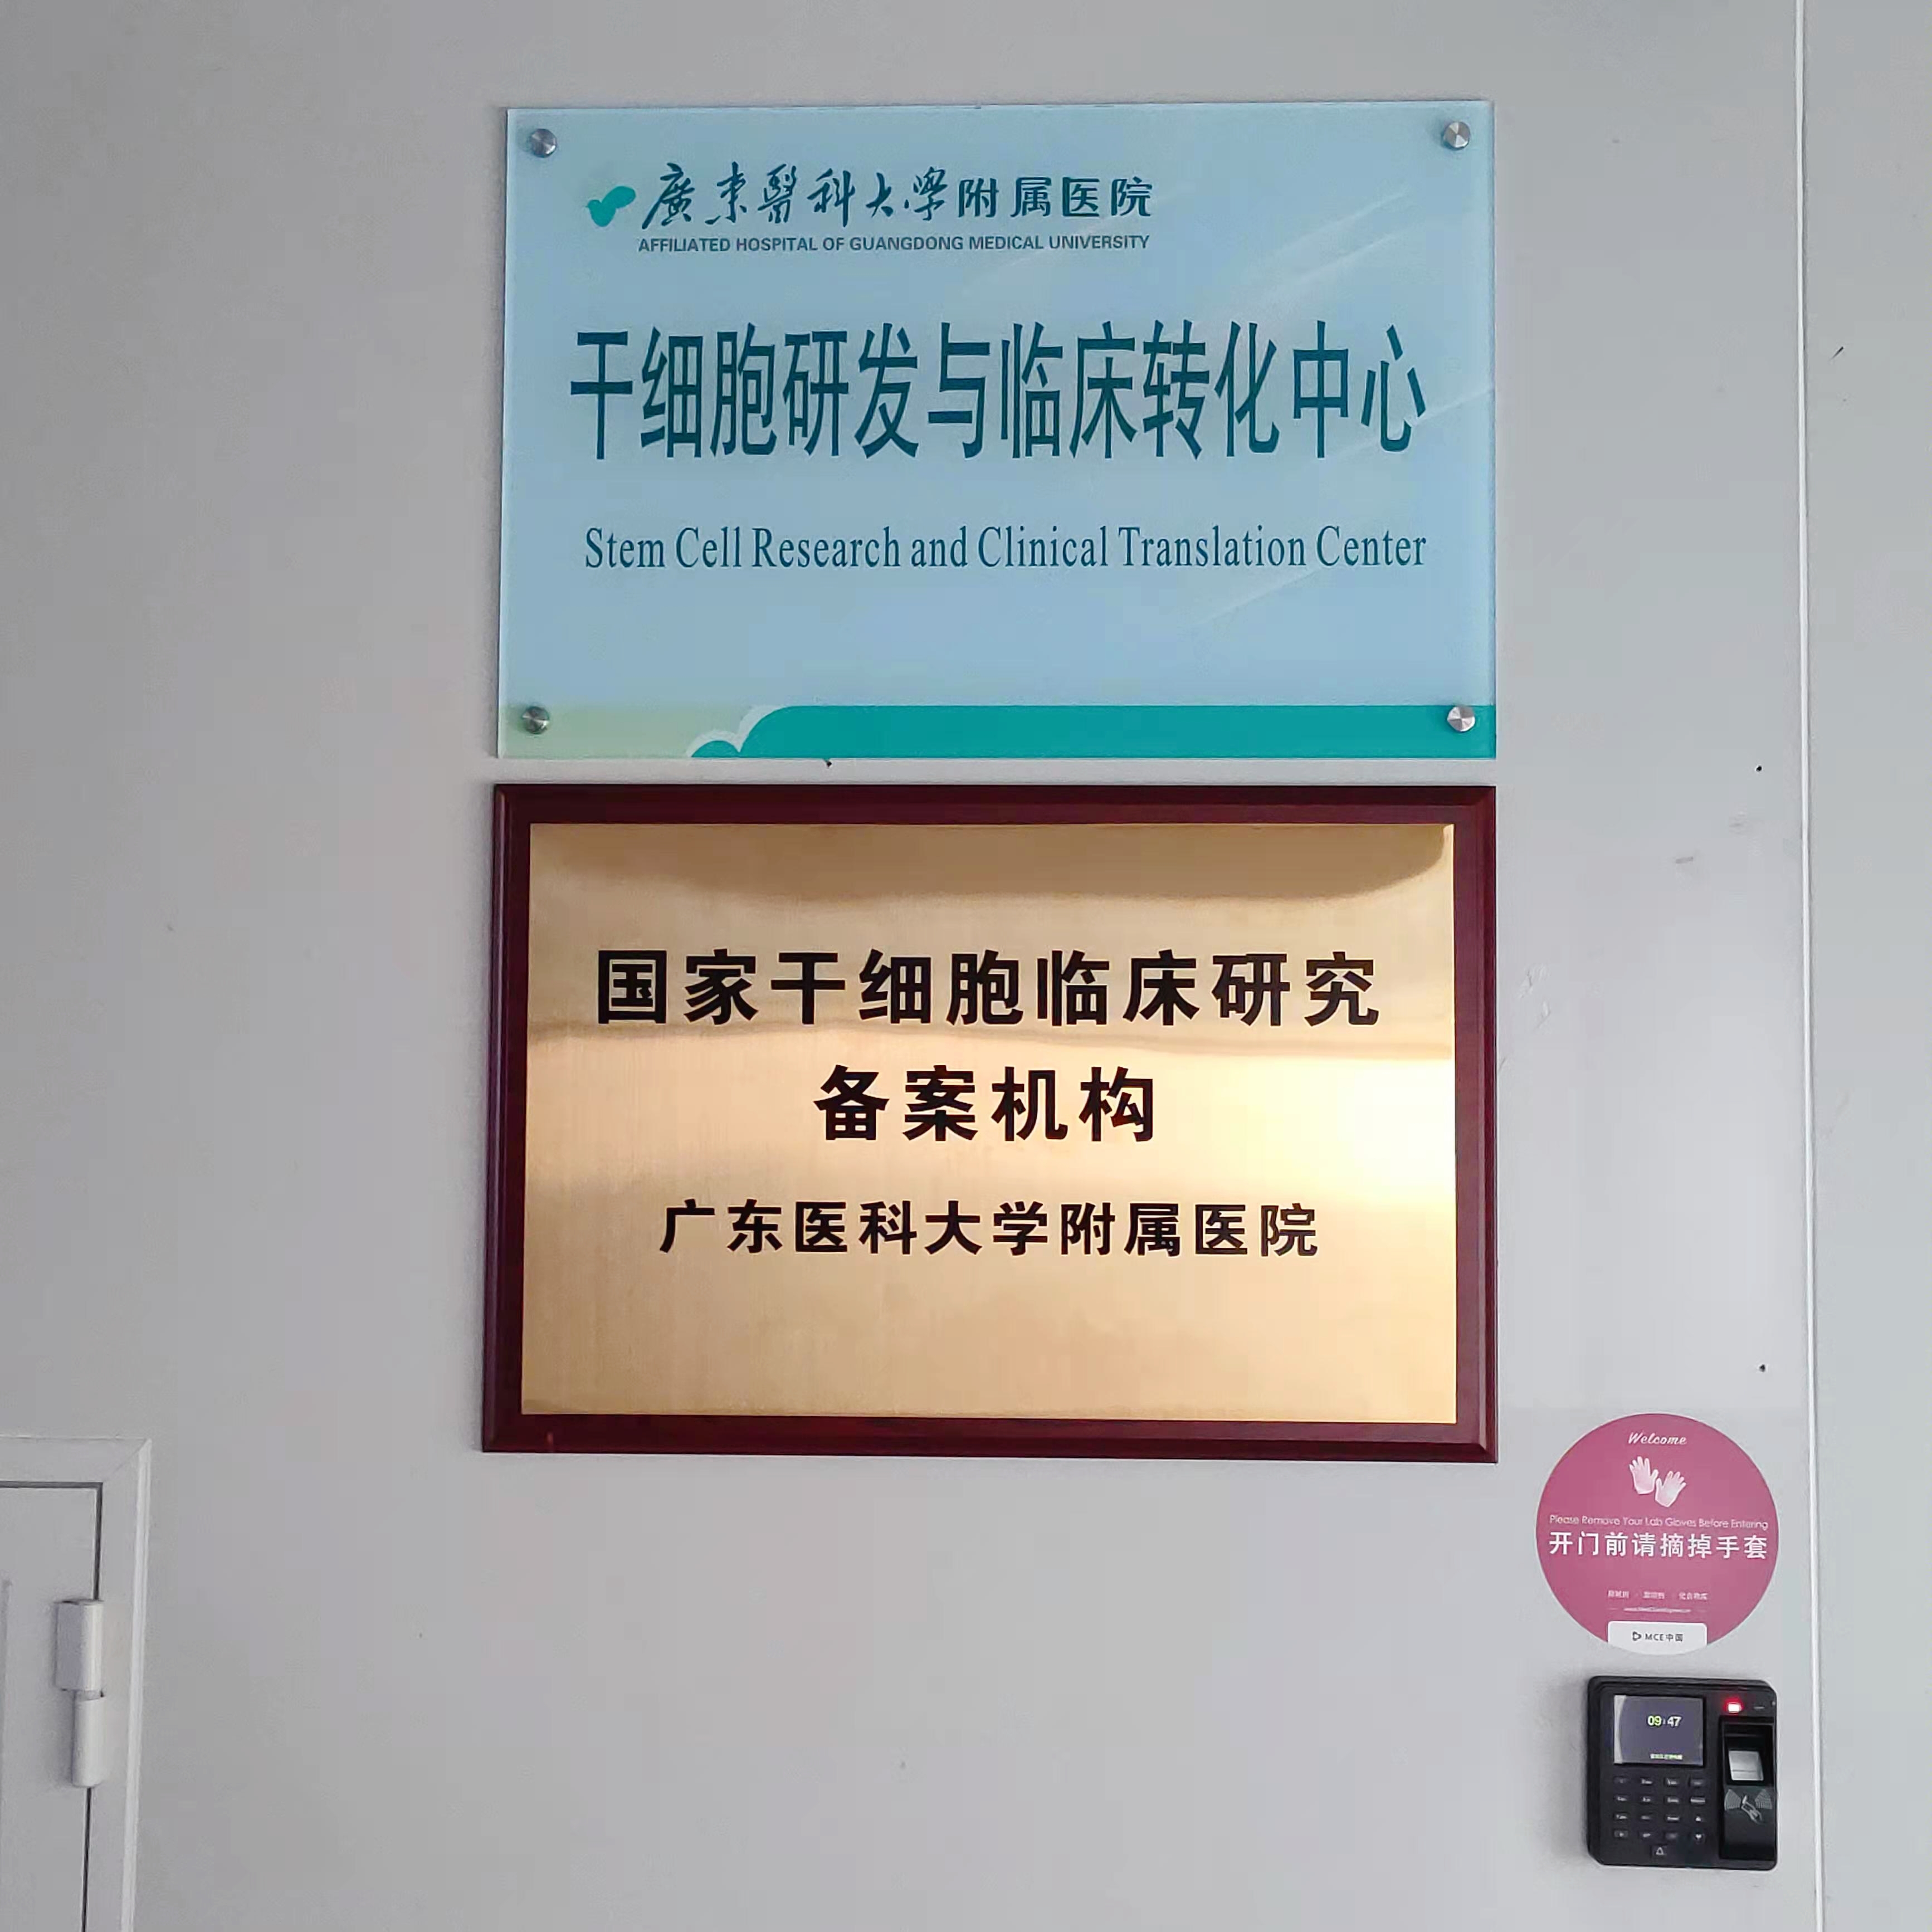 廣東醫科大學附属医院
AFFILIATED HOSPITAL OF GUANGDONG MEDICAL UNIVERSITY
干细胞研发与临床转化中心
Stem Cell Research and Clinical Translation Center
国家干细胞临床研究
备案机构
广东医科大学附属医院
Welcome
Please Remove Your Lab Gloves Before Entering
开门前请摘掉手套
MCE中国
09:47